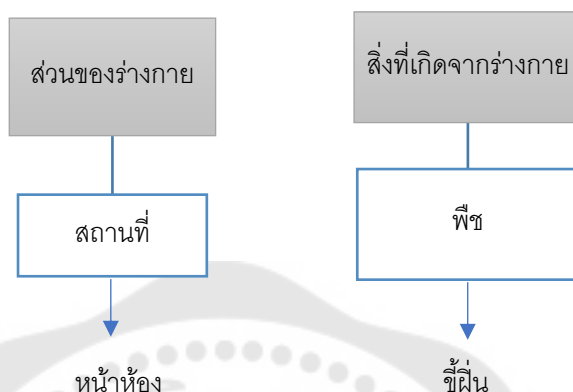 ส่วนของร่างกาย
สถานที่
หน้าห้อง
สิ่งที่เกิดจากร่างกาย
พืช
ขี้ฝิ่น